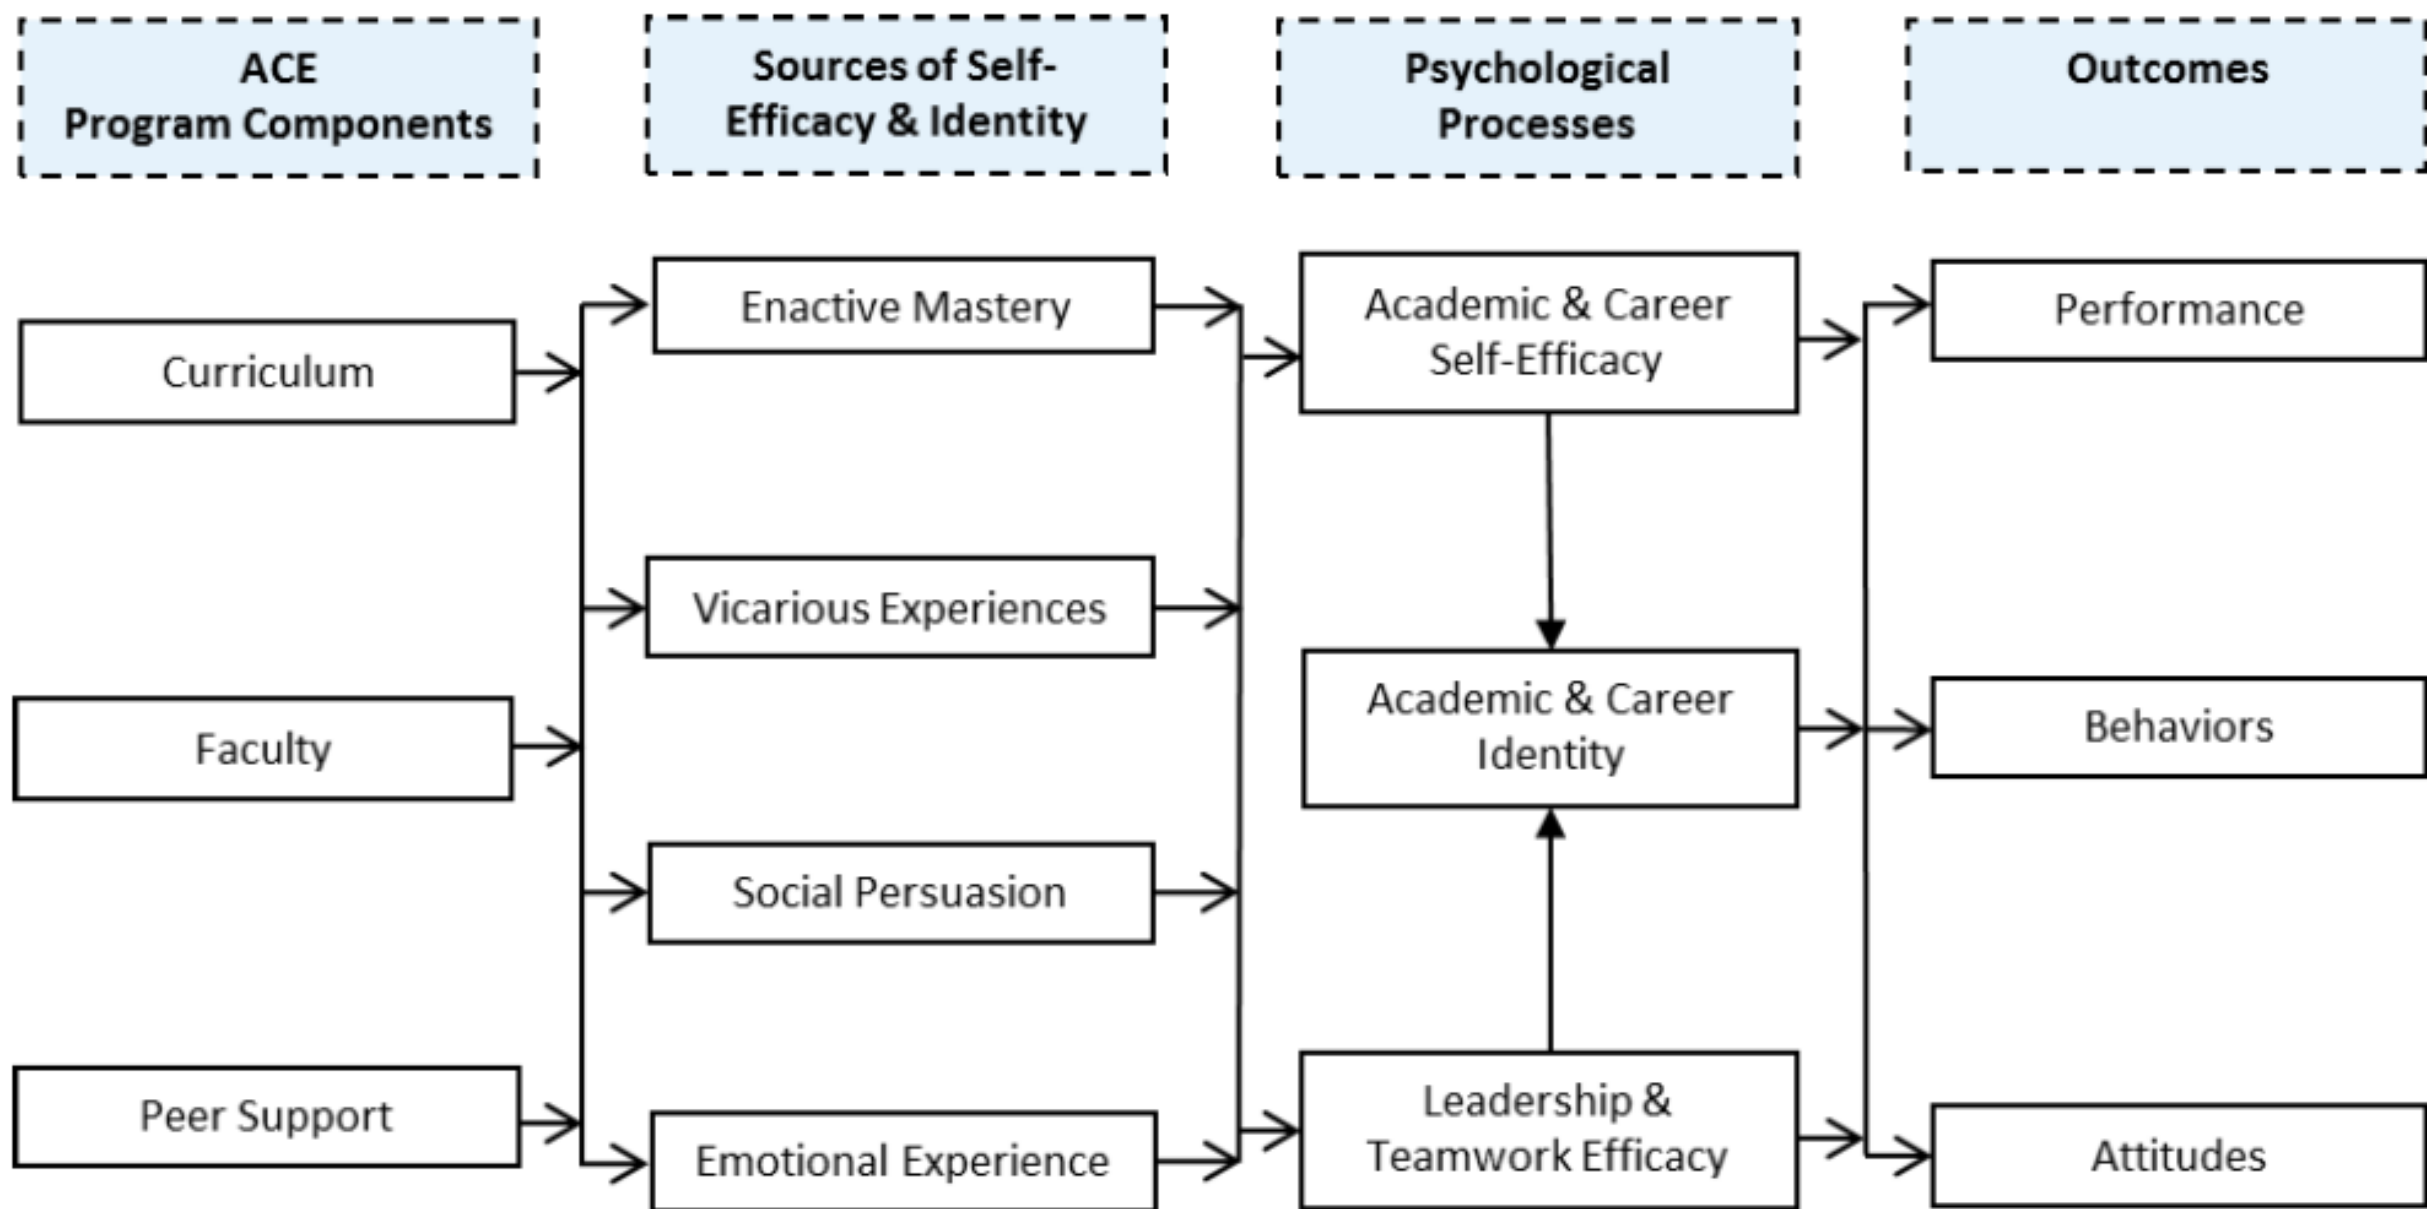 ACE
Program Components
Sources of Self-
Efficacy & Identity
Psychological
Processes
Outcomes
Curriculum
Faculty
Peer Support
Enactive Mastery
Vicarious Experiences
Social Persuasion
Emotional Experience
Academic & Career
Self-Efficacy
Academic & Career
Identity
Leadership &
Teamwork Efficacy
Performance
Behaviors
Attitudes